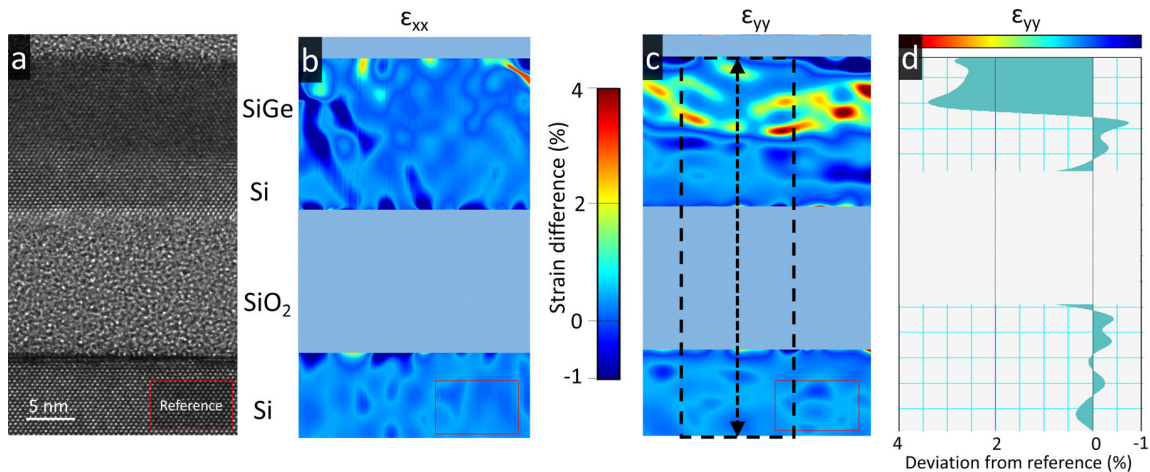 a
SiGe
Si
SiO2
Si
Reference
5 nm
εxx
b
Strain difference (%)
4
2
0
-1
εyy
c
εyy
d
4
2
0
-1
Deviation from reference (%)